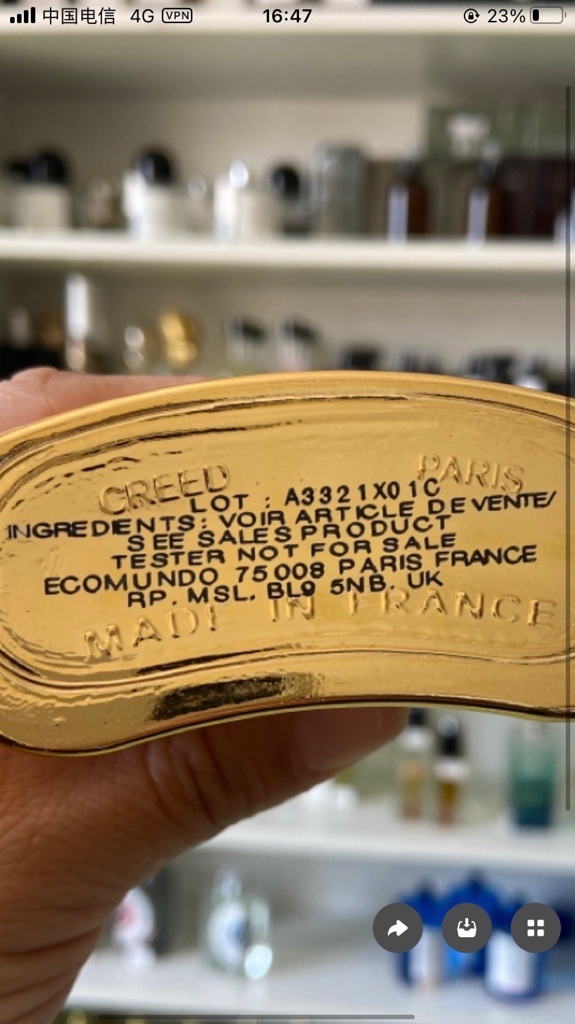 中国电信 4G VPN 16:47 23%
CREED PARIS
LOT : A3321X01C
INGREDIENTS: VOIR ARTICLE DE VENTE/
SEE SALES PRODUCT
TESTER NOT FOR SALE
ECOMUNDO 75008 PARIS FRANCE
RP. MSL. BL9 5NB. UK
MADE IN FRANCE